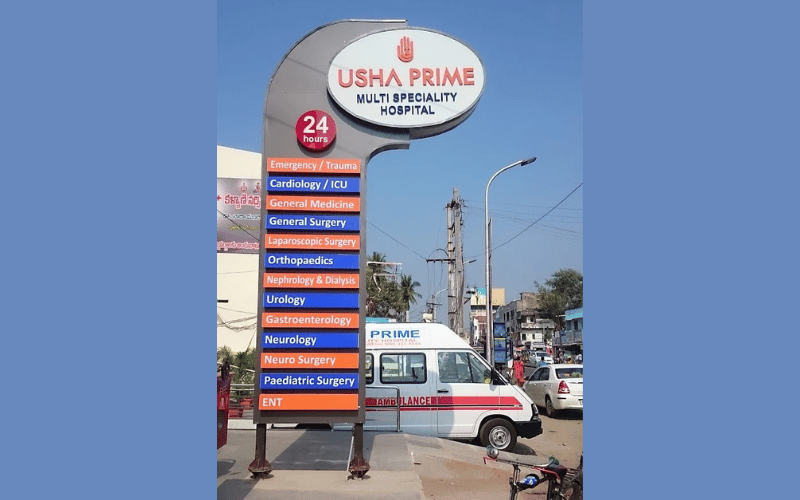 USHA PRIME
MULTI SPECIALITY
HOSPITAL
24
hours
Emergency / Trauma
Cardiology / ICU
General Medicine
General Surgery
Laparoscopic Surgery
Orthopaedics
Nephrology & Dialysis
Urology
Gastroenterology
Neurology
Neuro Surgery
Paediatric Surgery
ENT
PRIME
HOSPITAL
AMBULANCE